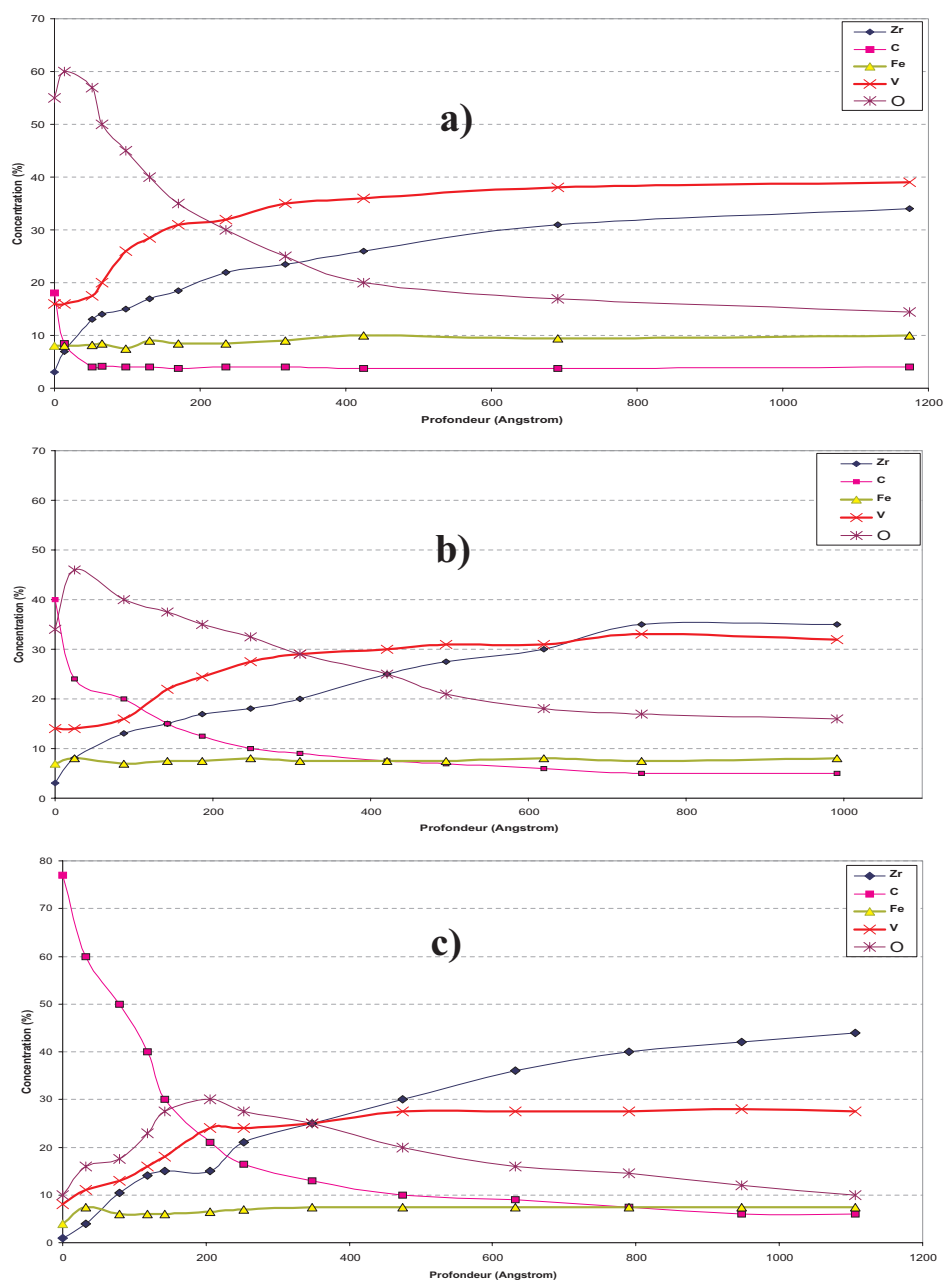 70
60
50
40
30
20
10
0
Concentration (%)
a)
Zr
C
Fe
V
O
0 200 400 600 800 1000 1200
Profondeur (Angstrom)
70
60
50
40
30
20
10
0
Concentration (%)
b)
Zr
C
Fe
V
O
0 200 400 600 800 1000
Profondeur (Angstrom)
80
70
60
50
40
30
20
10
0
Concentration (%)
c)
Zr
C
Fe
V
O
0 200 400 600 800 1000 1200
Profondeur (Angstrom)